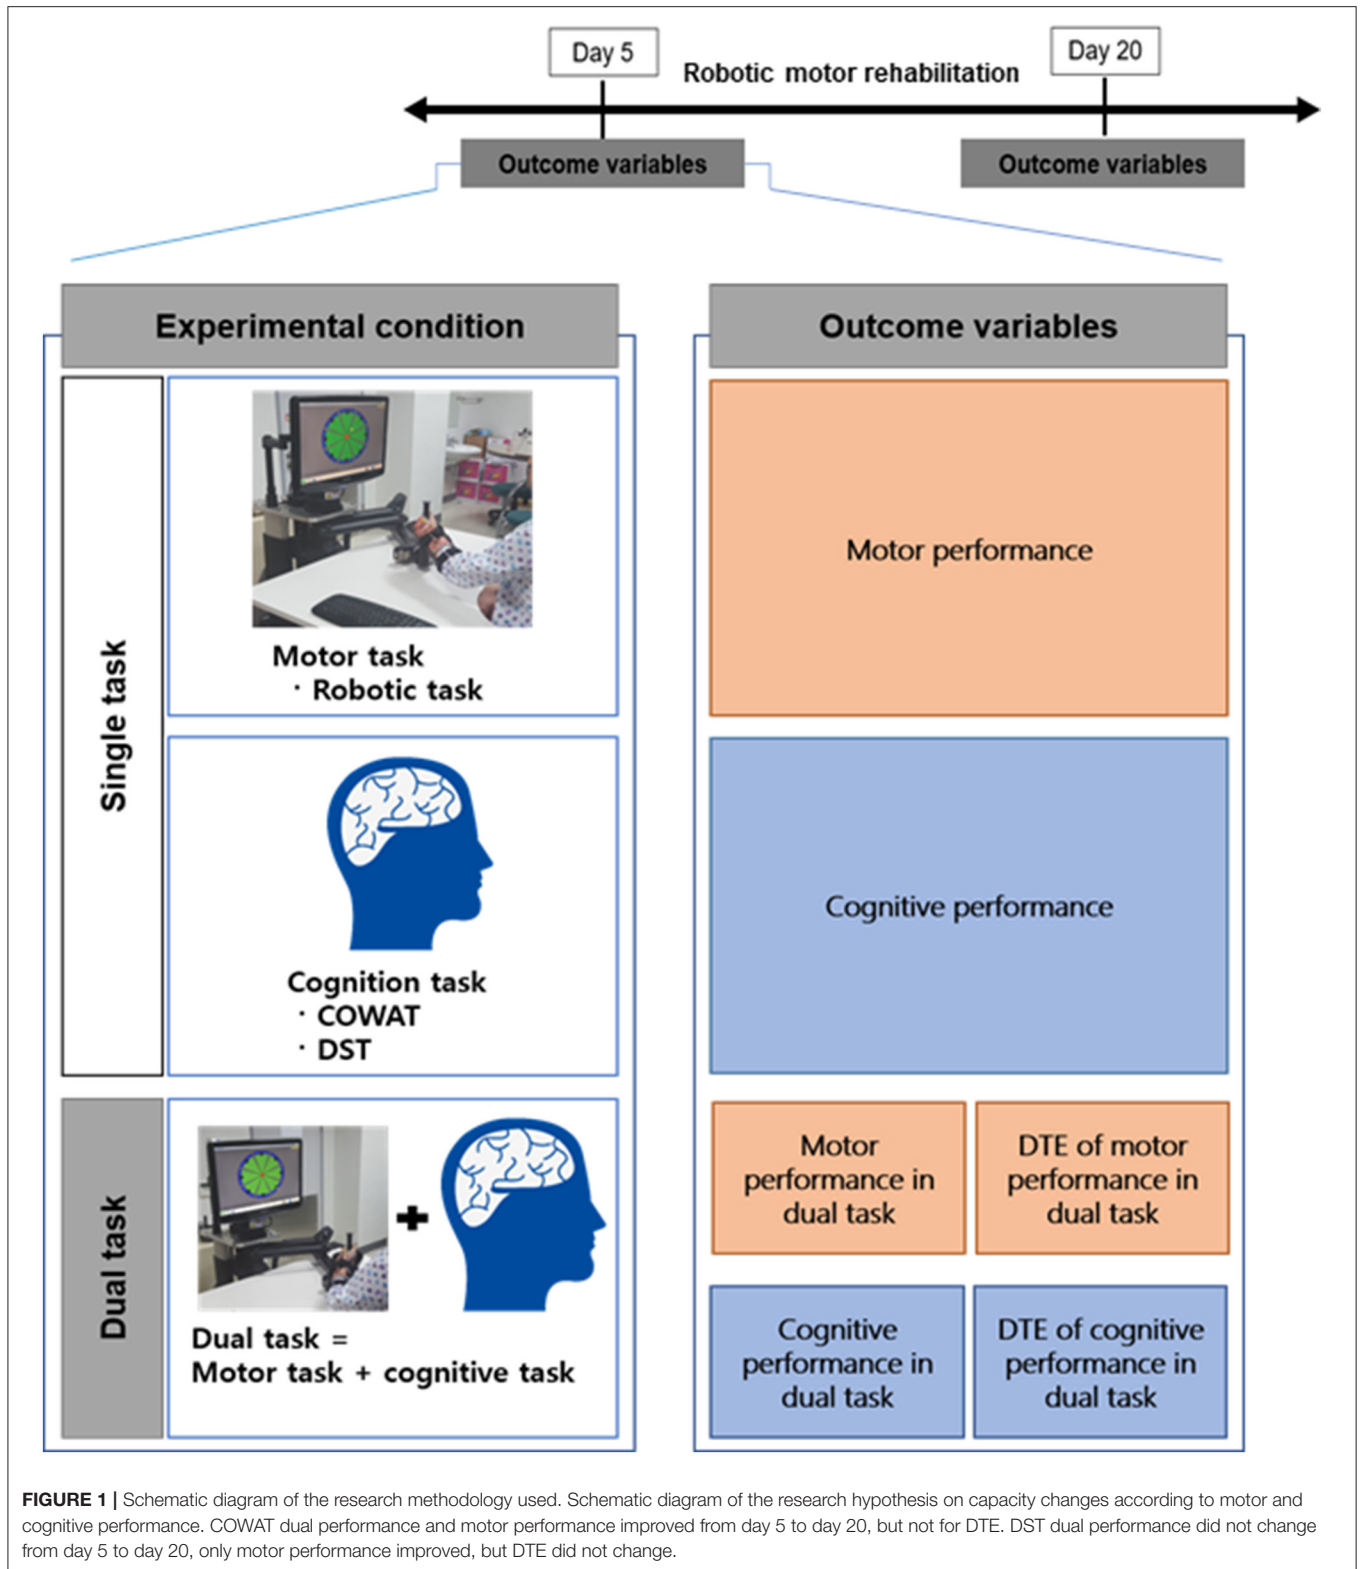 Day 5
Robotic motor rehabilitation
Day 20
Outcome variables
Outcome variables
Experimental condition
Single task
Motor task
· Robotic task
Cognition task
· COWAT
· DST
Dual task
Dual task =
Motor task + cognitive task
Outcome variables
Motor performance
Cognitive performance
Motor
performance in
dual task
DTE of motor
performance in
dual task
Cognitive
performance in
dual task
DTE of cognitive
performance in
dual task
FIGURE 1 | Schematic diagram of the research methodology used. Schematic diagram of the research hypothesis on capacity changes according to motor and
cognitive performance. COWAT dual performance and motor performance improved from day 5 to day 20, but not for DTE. DST dual performance did not change
from day 5 to day 20, only motor performance improved, but DTE did not change.